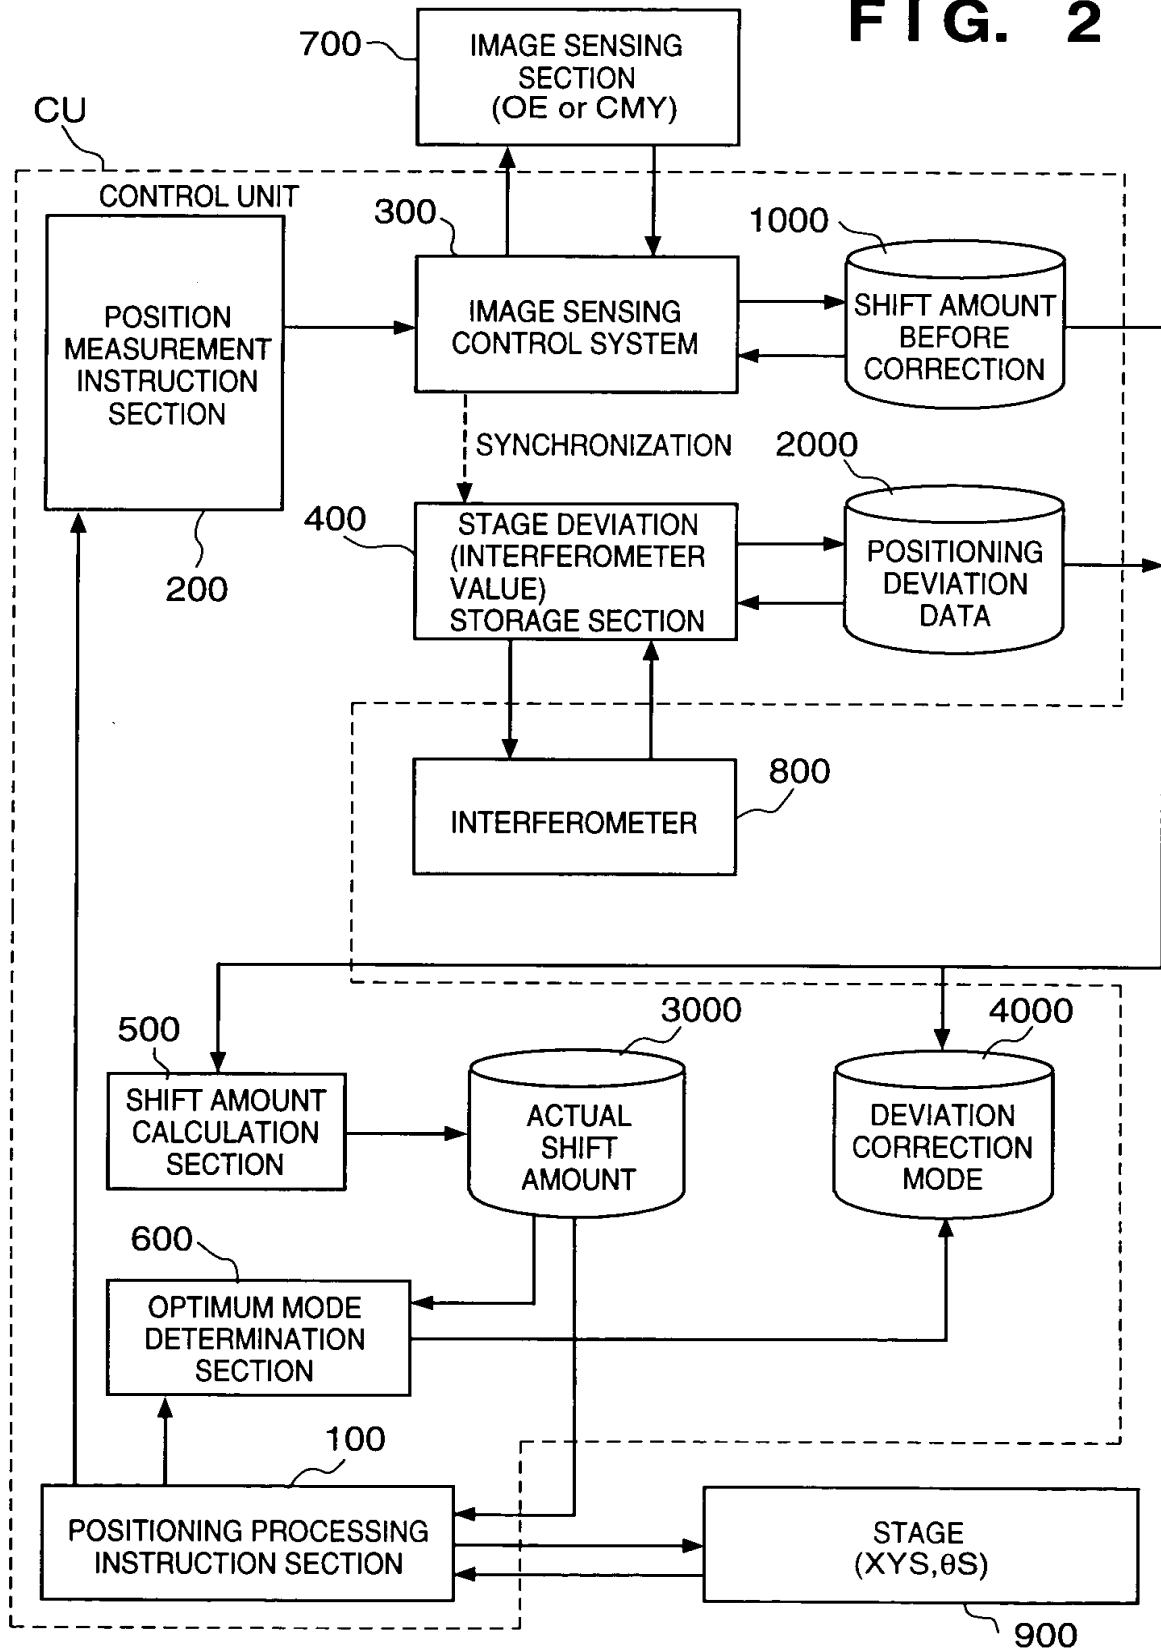 FIG. 2
700
IMAGE SENSING
SECTION
(OE or CMY)
CU
CONTROL UNIT
300
1000
POSITION
MEASUREMENT
INSTRUCTION
SECTION
IMAGE SENSING
CONTROL SYSTEM
SHIFT AMOUNT
BEFORE
CORRECTION
SYNCHRONIZATION
2000
200
400
STAGE DEVIATION
(INTERFEROMETER
VALUE)
STORAGE SECTION
POSITIONING
DEVIATION
DATA
800
INTERFEROMETER
500
3000
4000
SHIFT AMOUNT
CALCULATION
SECTION
ACTUAL
SHIFT
AMOUNT
DEVIATION
CORRECTION
MODE
600
OPTIMUM MODE
DETERMINATION
SECTION
100
POSITIONING PROCESSING
INSTRUCTION SECTION
STAGE
(XYS,θS)
900